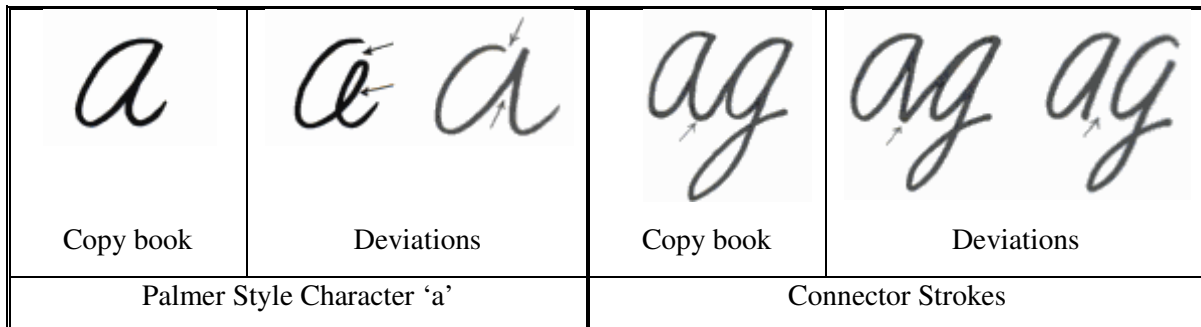 a a a ag ag ag
Copy book Deviations Copy book Deviations
Palmer Style Character ‘a’ Connector Strokes